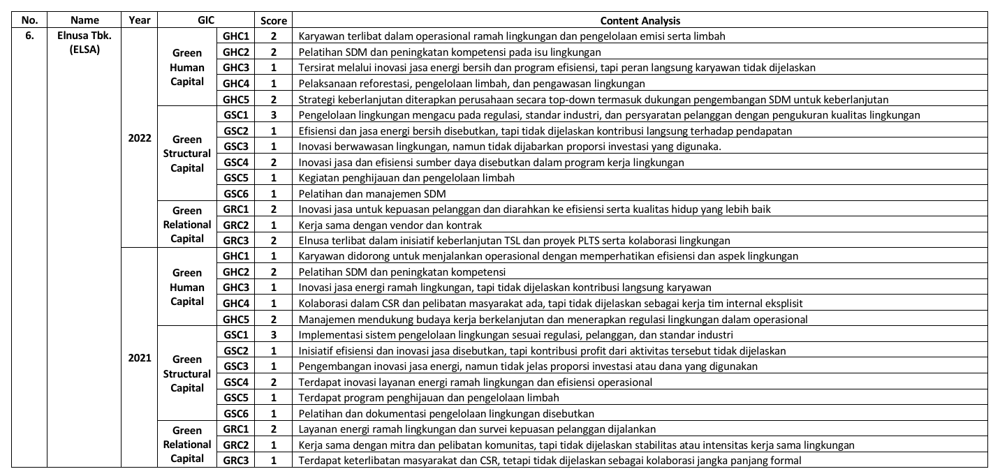 No. Name Year GIC Score Content Analysis
6. Elnusa Tbk. (ELSA) 2022 Green Human Capital GHC1 2 Karyawan terlibat dalam operasional ramah lingkungan dan pengelolaan emisi serta limbah
GHC2 2 Pelatihan SDM dan peningkatan kompetensi pada isu lingkungan
GHC3 1 Tersirat melalui inovasi jasa energi bersih dan program efisiensi, tapi peran langsung karyawan tidak dijelaskan
GHC4 1 Pelaksanaan reforestasi, pengelolaan limbah, dan pengawasan lingkungan
GHC5 2 Strategi keberlanjutan diterapkan perusahaan secara top-down termasuk dukungan pengembangan SDM untuk keberlanjutan
Green Structural Capital GSC1 3 Pengelolaan lingkungan mengacu pada regulasi, standar industri, dan persyaratan pelanggan dengan pengukuran kualitas lingkungan
GSC2 1 Efisiensi dan jasa energi bersih disebutkan, tapi tidak dijelaskan kontribusi langsung terhadap pendapatan
GSC3 1 Inovasi berwawasan lingkungan, namun tidak dijabarkan proporsi investasi yang digunaka.
GSC4 2 Inovasi jasa dan efisiensi sumber daya disebutkan dalam program kerja lingkungan
GSC5 1 Kegiatan penghijauan dan pengelolaan limbah
GSC6 1 Pelatihan dan manajemen SDM
Green Relational Capital GRC1 2 Inovasi jasa untuk kepuasan pelanggan dan diarahkan ke efisiensi serta kualitas hidup yang lebih baik
GRC2 1 Kerja sama dengan vendor dan kontrak
GRC3 2 Elnusa terlibat dalam inisiatif keberlanjutan TSL dan proyek PLTS serta kolaborasi lingkungan
2021 Green Human Capital GHC1 1 Karyawan didorong untuk menjalankan operasional dengan memperhatikan efisiensi dan aspek lingkungan
GHC2 2 Pelatihan SDM dan peningkatan kompetensi
GHC3 1 Inovasi jasa energi ramah lingkungan, tapi tidak dijelaskan kontribusi langsung karyawan
GHC4 1 Kolaborasi dalam CSR dan pelibatan masyarakat ada, tapi tidak dijelaskan sebagai kerja tim internal eksplisit
GHC5 2 Manajemen mendukung budaya kerja berkelanjutan dan menerapkan regulasi lingkungan dalam operasional
Green Structural Capital GSC1 3 Implementasi sistem pengelolaan lingkungan sesuai regulasi, pelanggan, dan standar industri
GSC2 1 Inisiatif efisiensi dan inovasi jasa disebutkan, tapi kontribusi profit dari aktivitas tersebut tidak dijelaskan
GSC3 1 Pengembangan inovasi jasa energi, namun tidak jelas proporsi investasi atau dana yang digunakan
GSC4 2 Terdapat inovasi layanan energi ramah lingkungan dan efisiensi operasional
GSC5 1 Terdapat program penghijauan dan pengelolaan limbah
GSC6 1 Pelatihan dan dokumentasi pengelolaan lingkungan disebutkan
Green Relational Capital GRC1 2 Layanan energi ramah lingkungan dan survei kepuasan pelanggan dijalankan
GRC2 1 Kerja sama dengan mitra dan pelibatan komunitas, tapi tidak dijelaskan stabilitas atau intensitas kerja sama lingkungan
GRC3 1 Terdapat keterlibatan masyarakat dan CSR, tetapi tidak dijelaskan sebagai kolaborasi jangka panjang formal